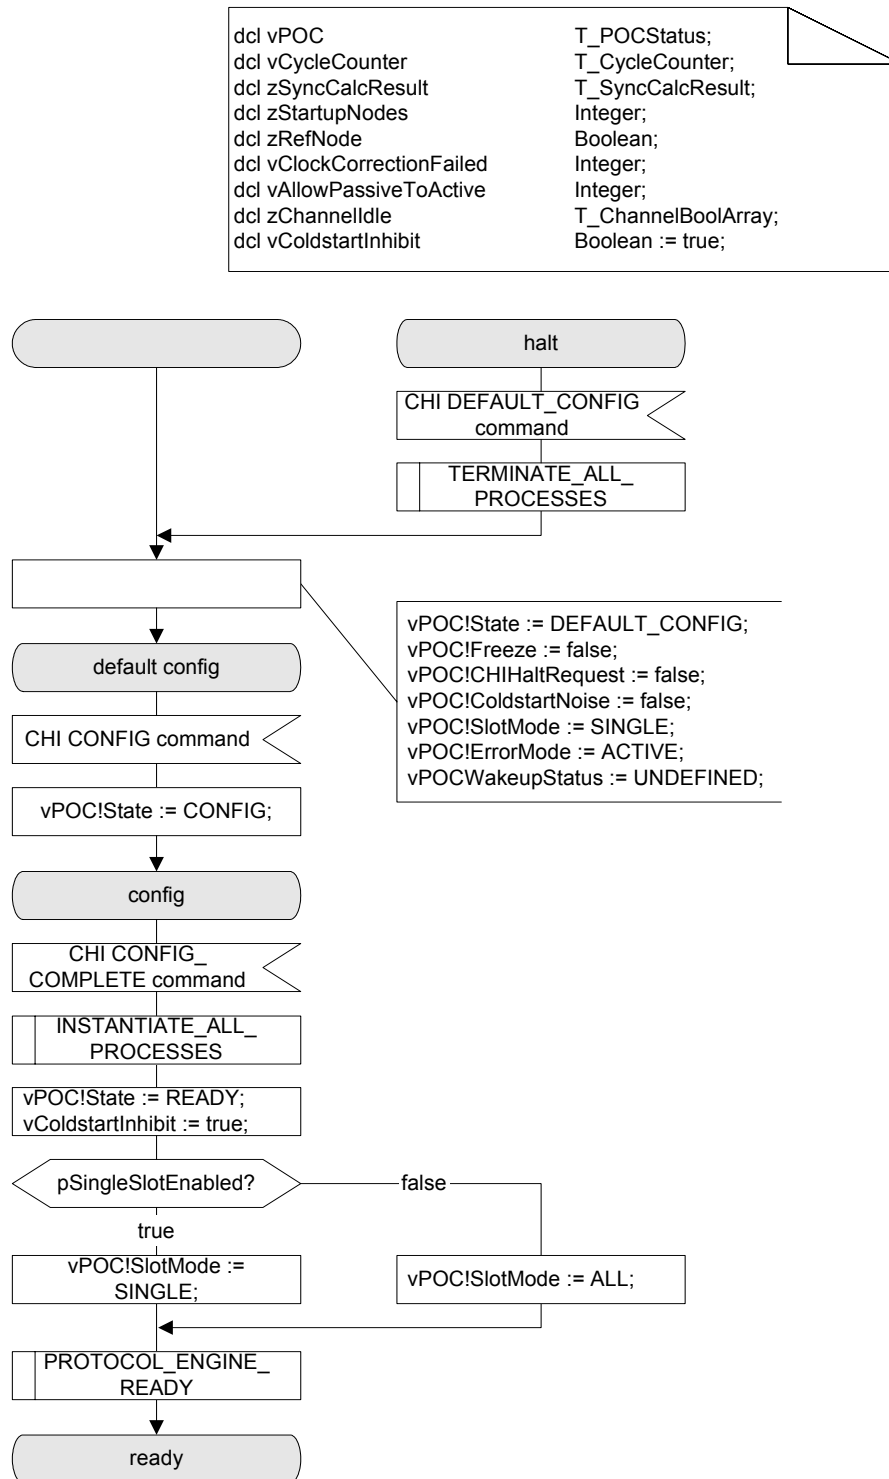 dcl vPOC T_POCStatus;
dcl vCycleCounter T_CycleCounter;
dcl zSyncCalcResult T_SyncCalcResult;
dcl zStartupNodes Integer;
dcl zRefNode Boolean;
dcl vClockCorrectionFailed Integer;
dcl vAllowPassiveToActive Integer;
dcl zChannelIdle T_ChannelBoolArray;
dcl vColdstartInhibit Boolean := true;
halt
CHI DEFAULT_CONFIG
command
TERMINATE_ALL_
PROCESSES
vPOC!State := DEFAULT_CONFIG;
vPOC!Freeze := false;
vPOC!CHIHaltRequest := false;
vPOC!ColdstartNoise := false;
vPOC!SlotMode := SINGLE;
vPOC!ErrorMode := ACTIVE;
vPOCWakeupStatus := UNDEFINED;
default config
CHI CONFIG command
vPOC!State := CONFIG;
config
CHI CONFIG_
COMPLETE command
INSTANTIATE_ALL_
PROCESSES
vPOC!State := READY;
vColdstartInhibit := true;
pSingleSlotEnabled?
false
true
vPOC!SlotMode :=
SINGLE;
vPOC!SlotMode := ALL;
PROTOCOL_ENGINE_
READY
ready